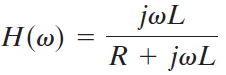 H(ω) = jωL / (R + jωL)